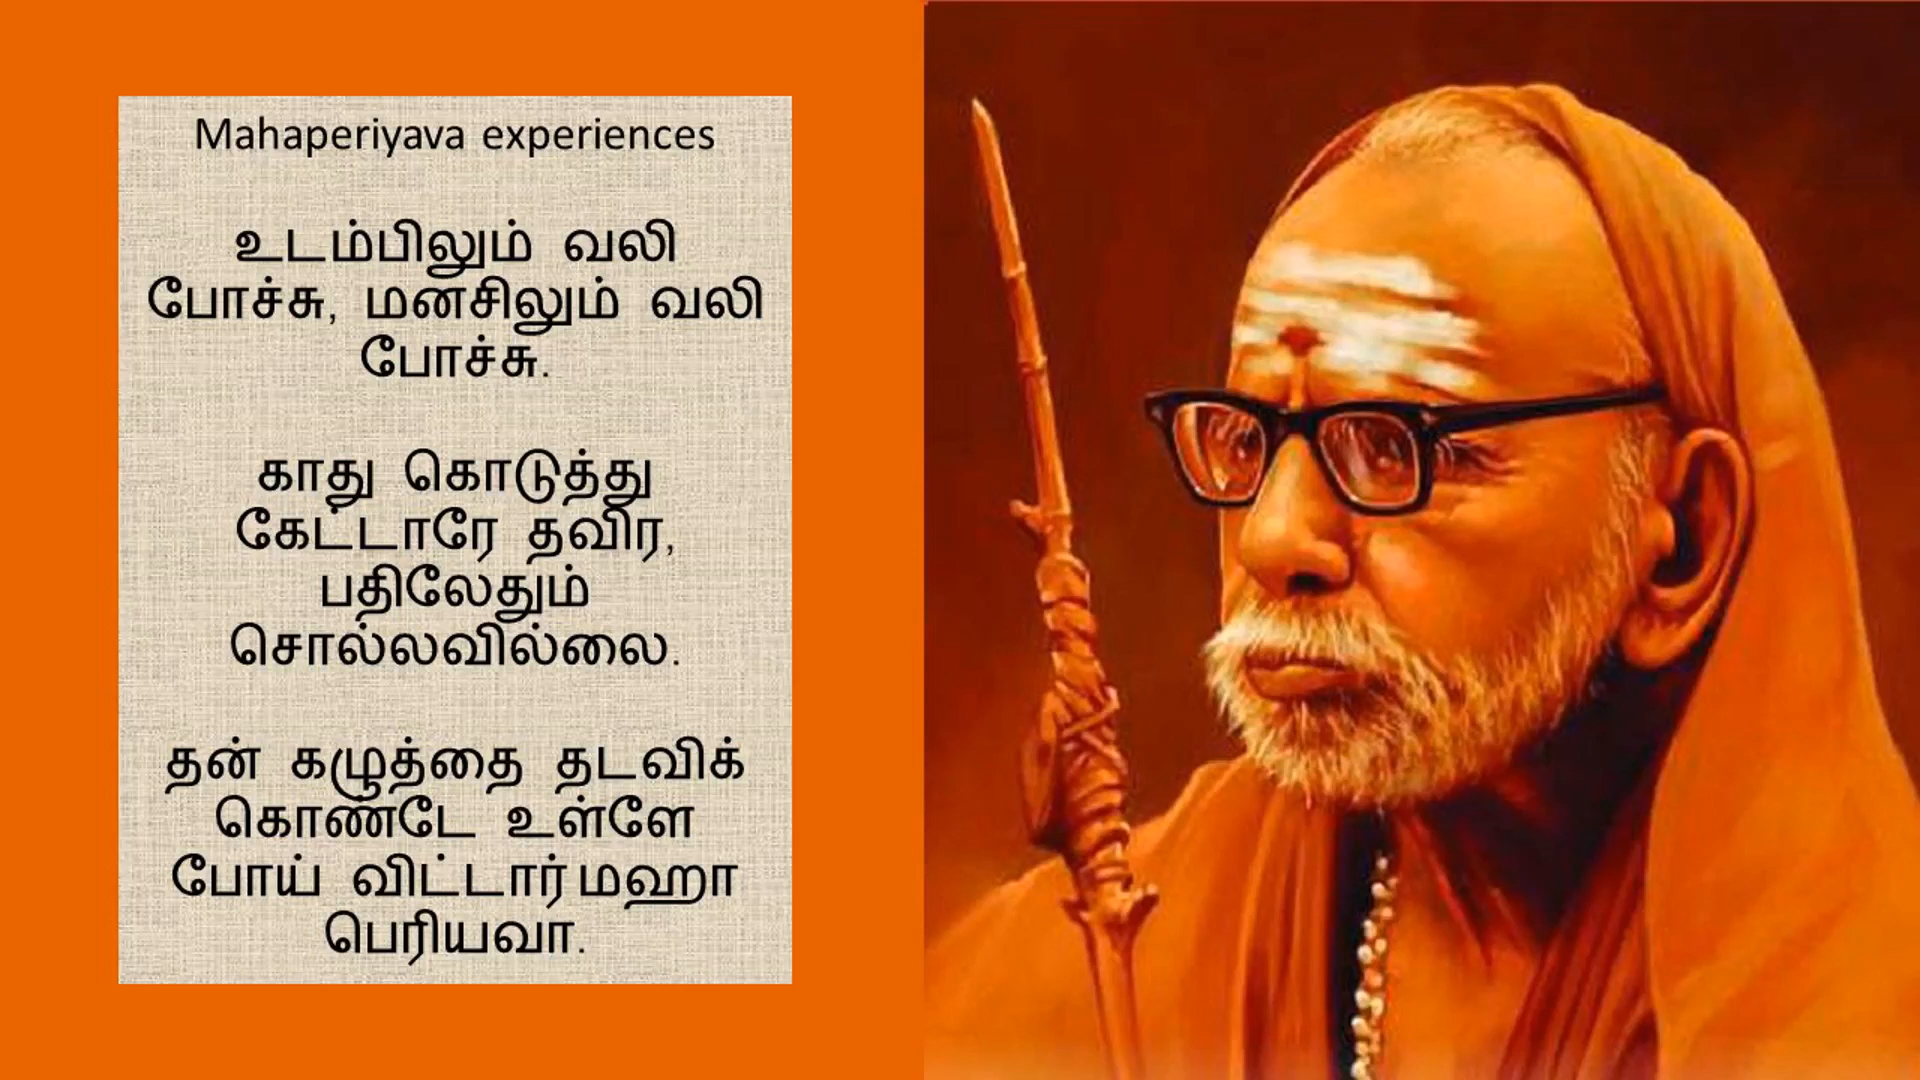 Mahaperiyava experiences
உடம்பிலும் வலி
போச்சு, மனசிலும் வலி
போச்சு.
காது கொடுத்து
கேட்டாரே தவிர,
பதிலேதும்
சொல்லவில்லை.
தன் கழுத்தை தடவிக்
கொண்டே உள்ளே
போய் விட்டார் மஹா
பெரியவா.